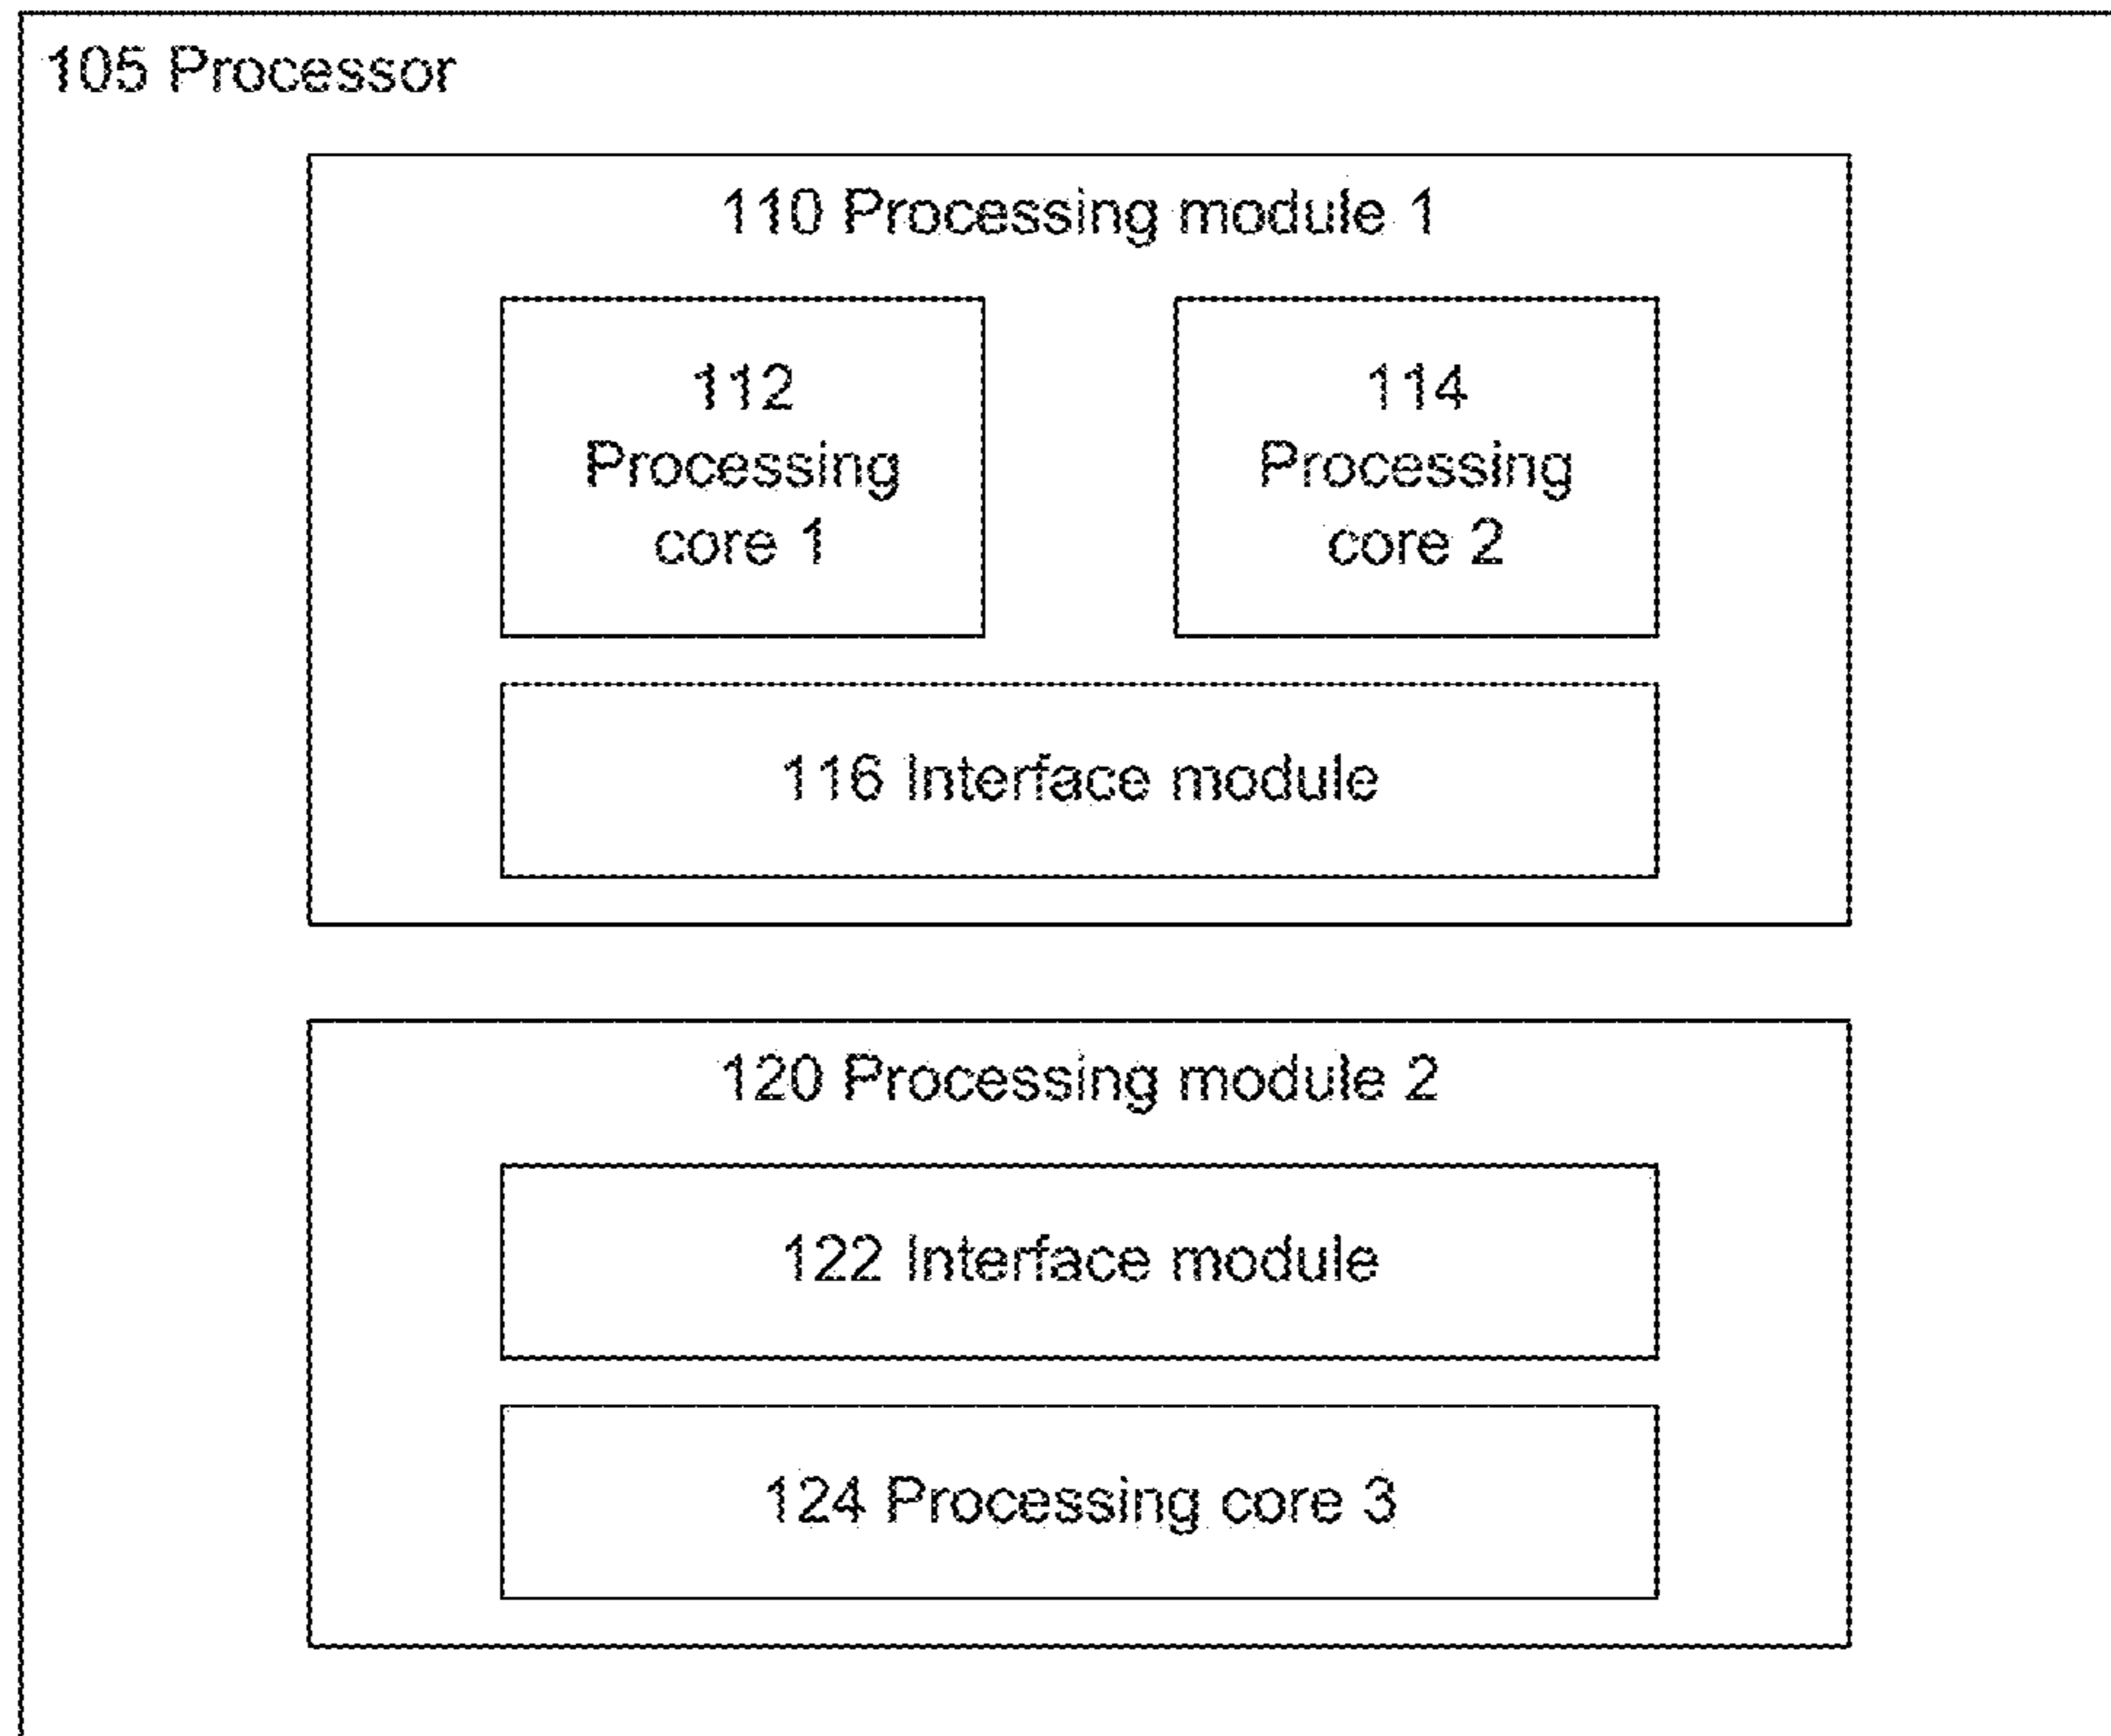 105 Processor
110 Processing module 1
112
Processing
core 1
114
Processing
core 2
116 Interface module
120 Processing module 2
122 Interface module
124 Processing core 3